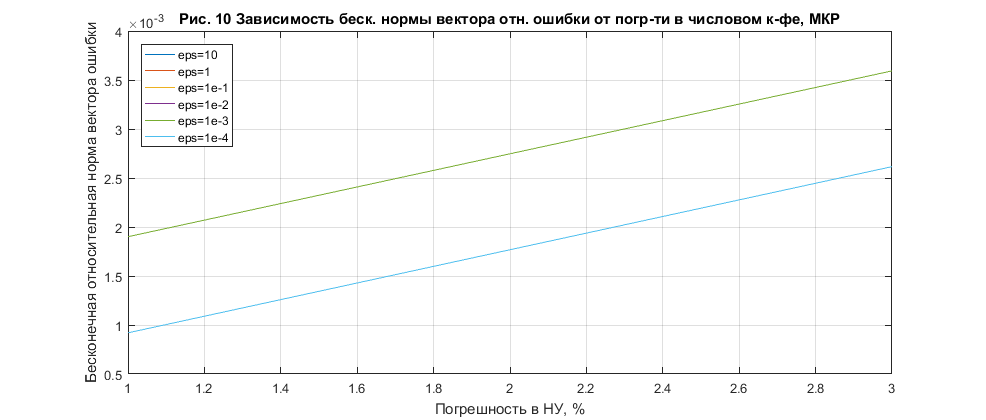 Рис. 10 Зависимость беск. нормы вектора отн. ошибки от погр-ти в числовом к-фе, МКР
×10-3
Бесконечная относительная норма вектора ошибки
4
3.5
3
2.5
2
1.5
1
0.5
eps=10
eps=1
eps=1e-1
eps=1e-2
eps=1e-3
eps=1e-4
1 1.2 1.4 1.6 1.8 2 2.2 2.4 2.6 2.8 3
Погрешность в НУ, %